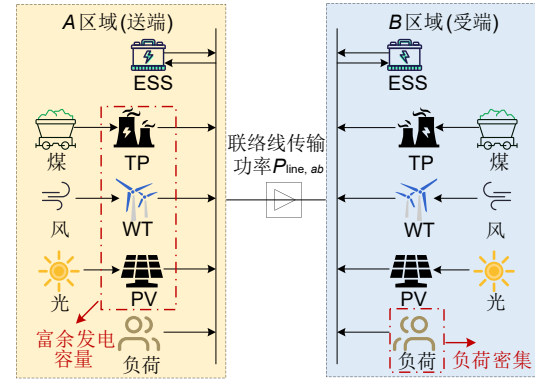 A区域(送端)
ESS
煤
TP
风
WT
光
PV
富余发电
容量
负荷
联络线传输
功率Pline, ab
B区域(受端)
ESS
TP
煤
WT
风
PV
光
负荷
负荷密集